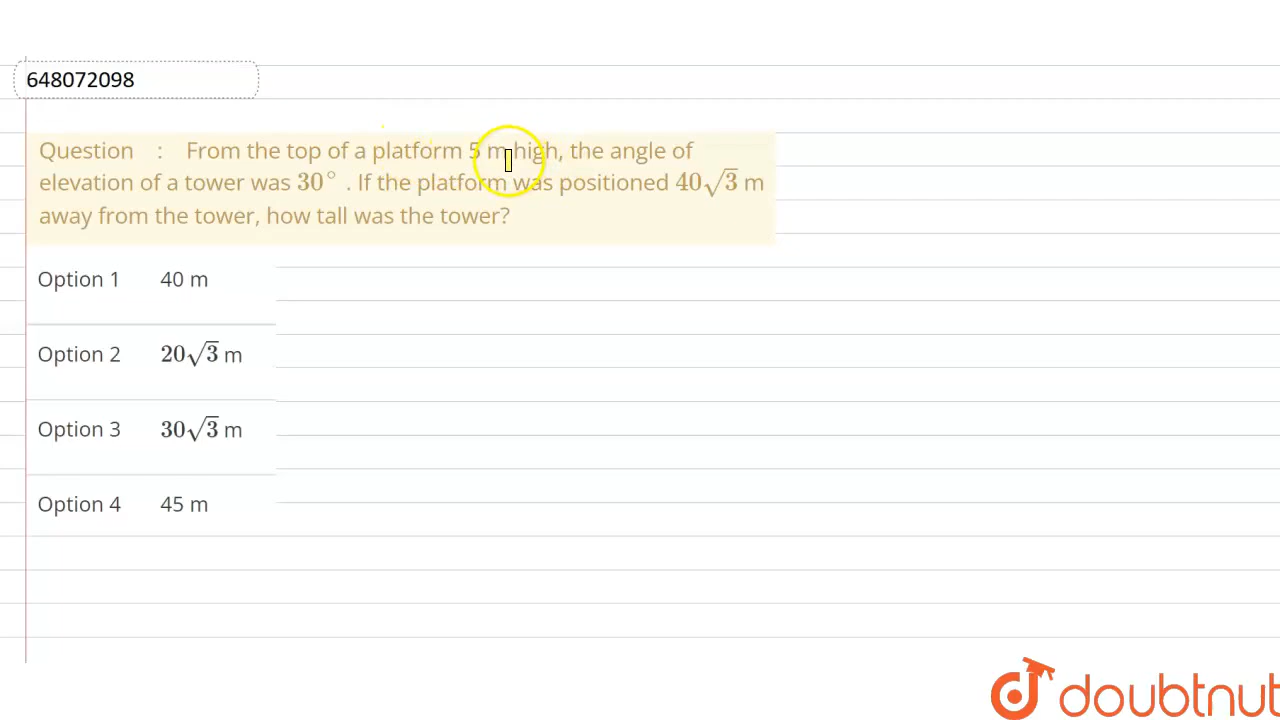 648072098
Question : From the top of a platform 5 m high, the angle of
elevation of a tower was 30° . If the platform was positioned 40√3 m
away from the tower, how tall was the tower?
Option 1 40 m
Option 2 20√3 m
Option 3 30√3 m
Option 4 45 m
doubtnut